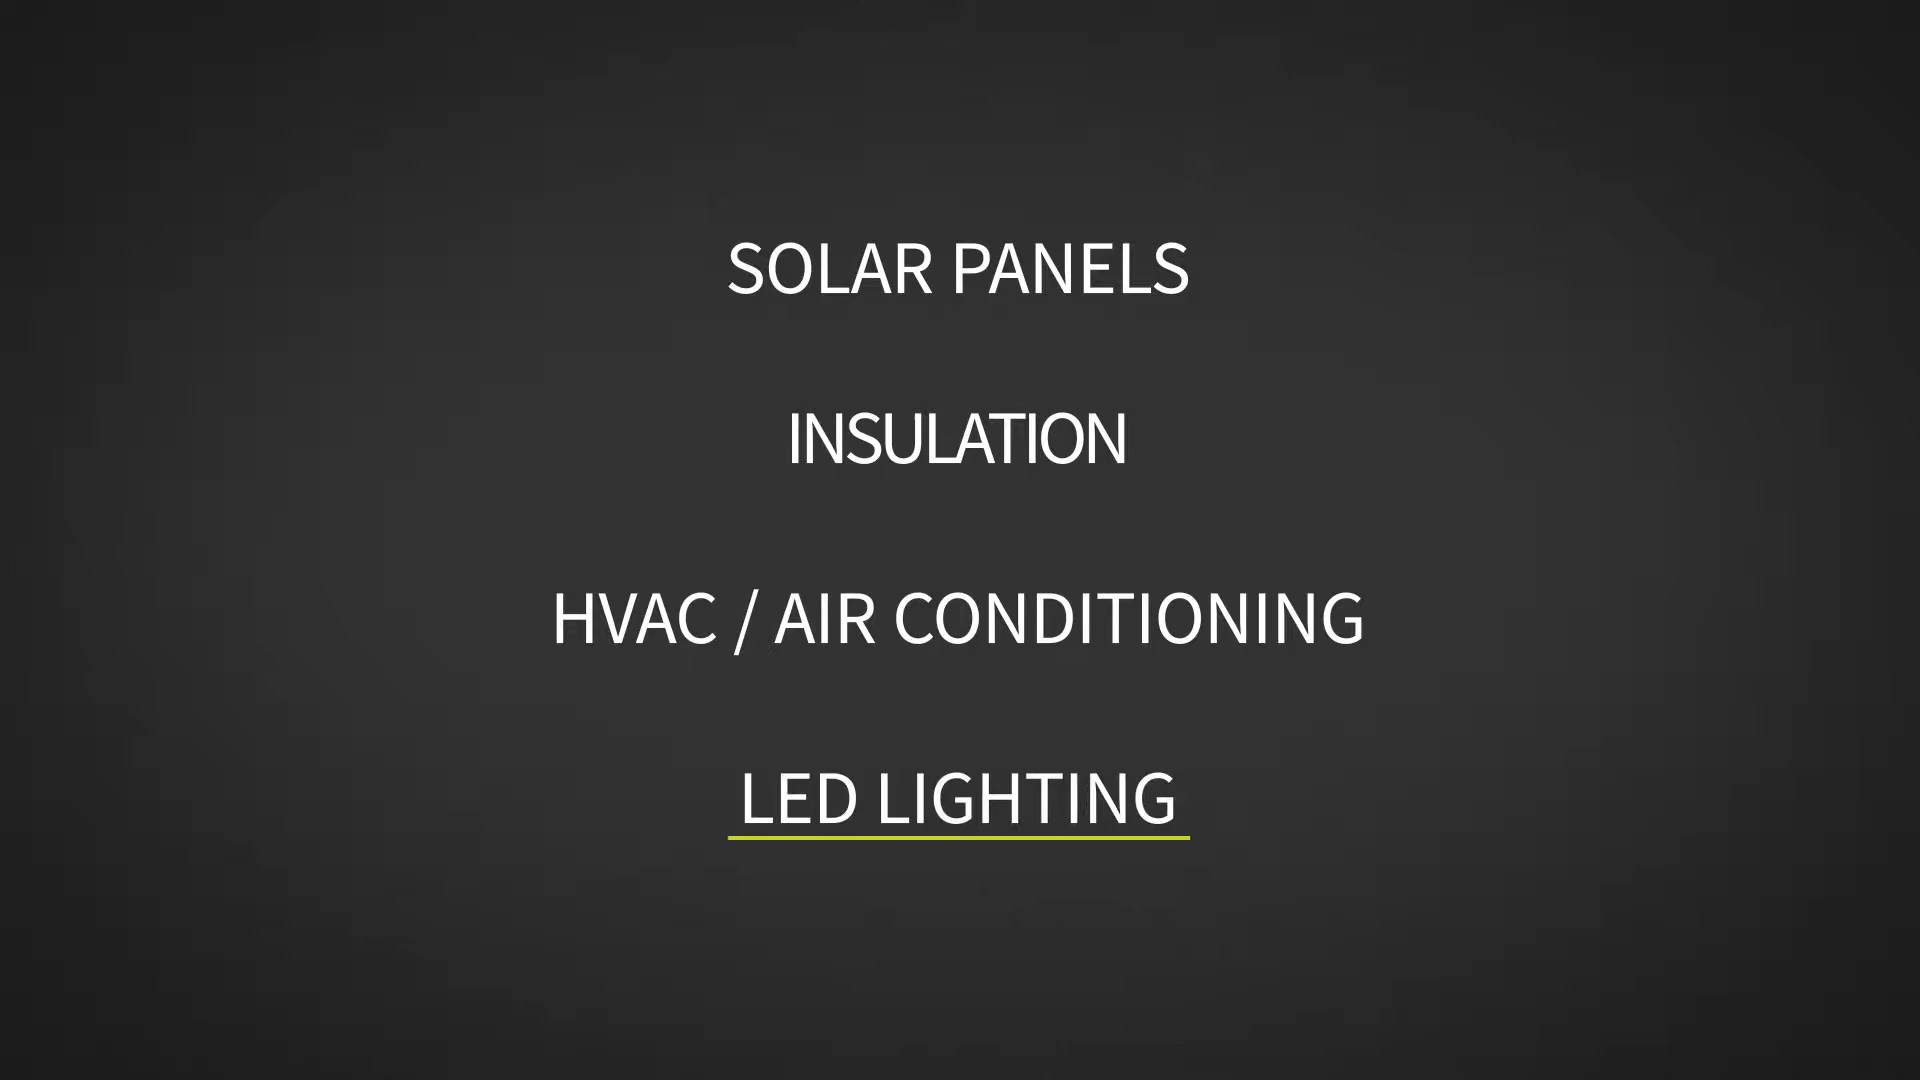 SOLAR PANELS
INSULATION
HVAC / AIR CONDITIONING
LED LIGHTING